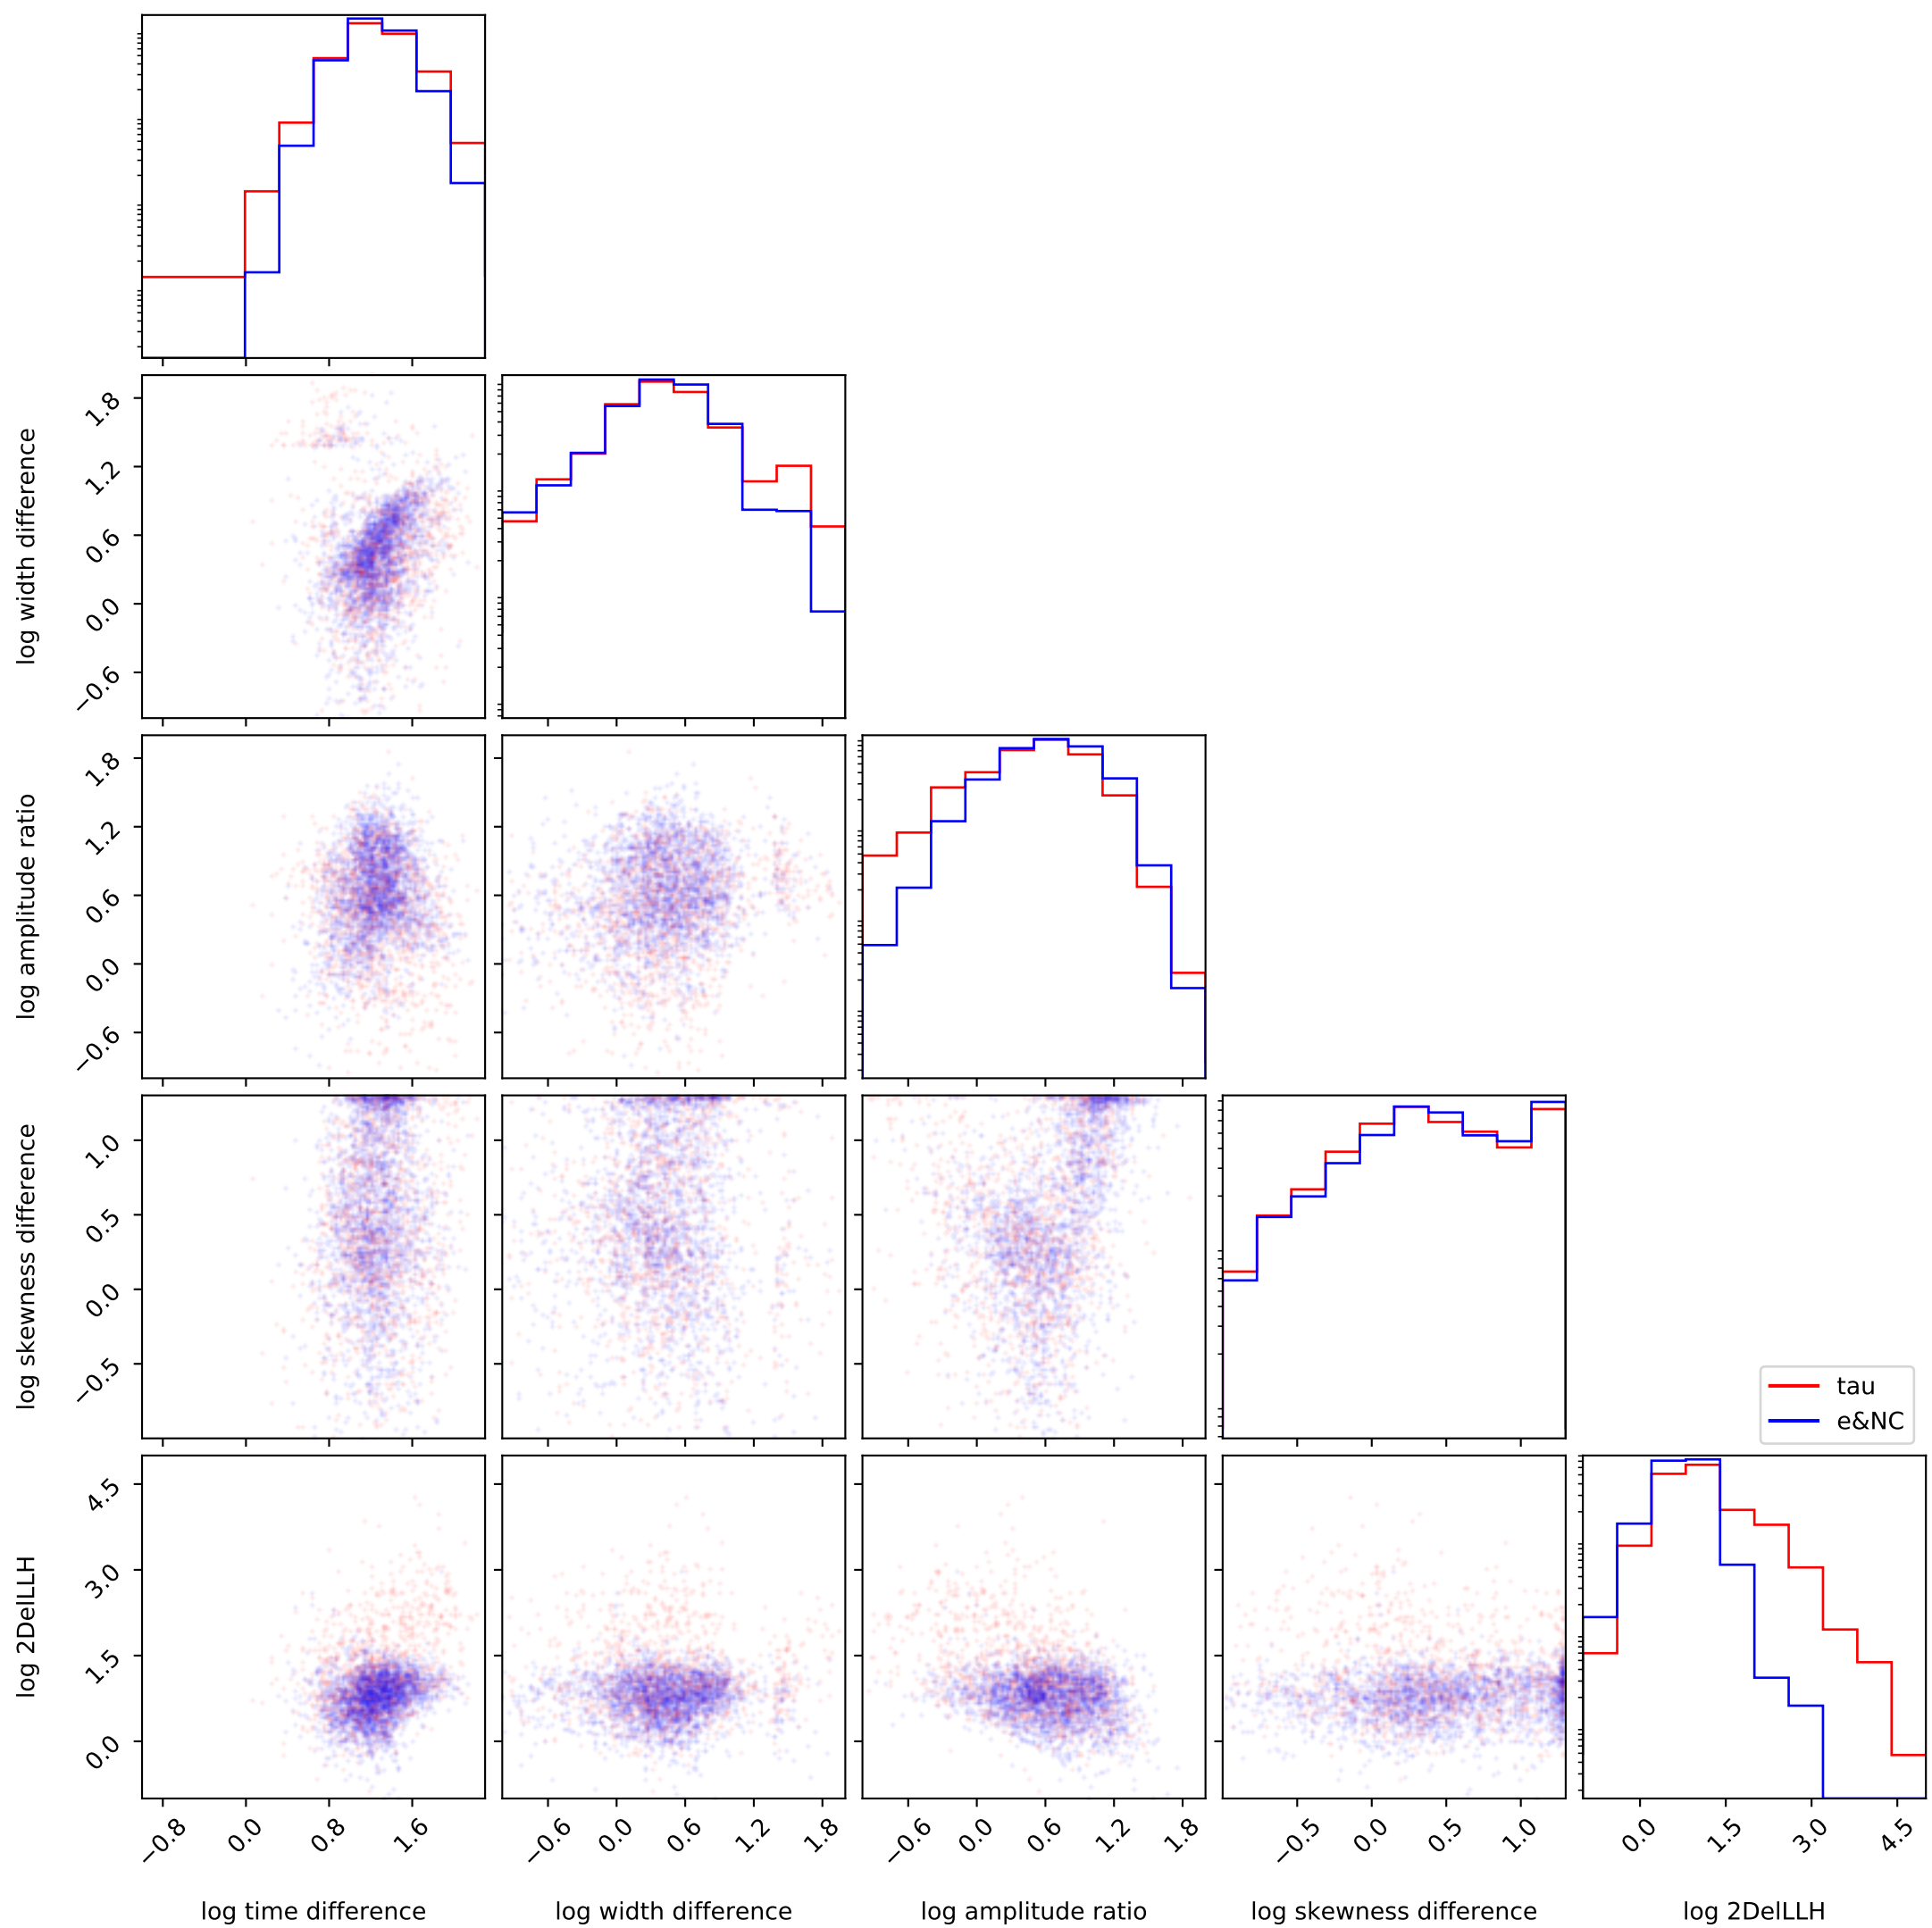 log width difference
1.8
1.2
0.6
0.0
−0.6
log amplitude ratio
1.8
1.2
0.6
0.0
−0.6
log skewness difference
1.0
0.5
0.0
−0.5
tau
e&NC
log 2DelLLH
4.5
3.0
1.5
0.0
−0.8 0.0 0.8 1.6
−0.6 0.0 0.6 1.2 1.8
−0.6 0.0 0.6 1.2 1.8
−0.5 0.0 0.5 1.0
0.0 1.5 3.0 4.5
log time difference
log width difference
log amplitude ratio
log skewness difference
log 2DelLLH